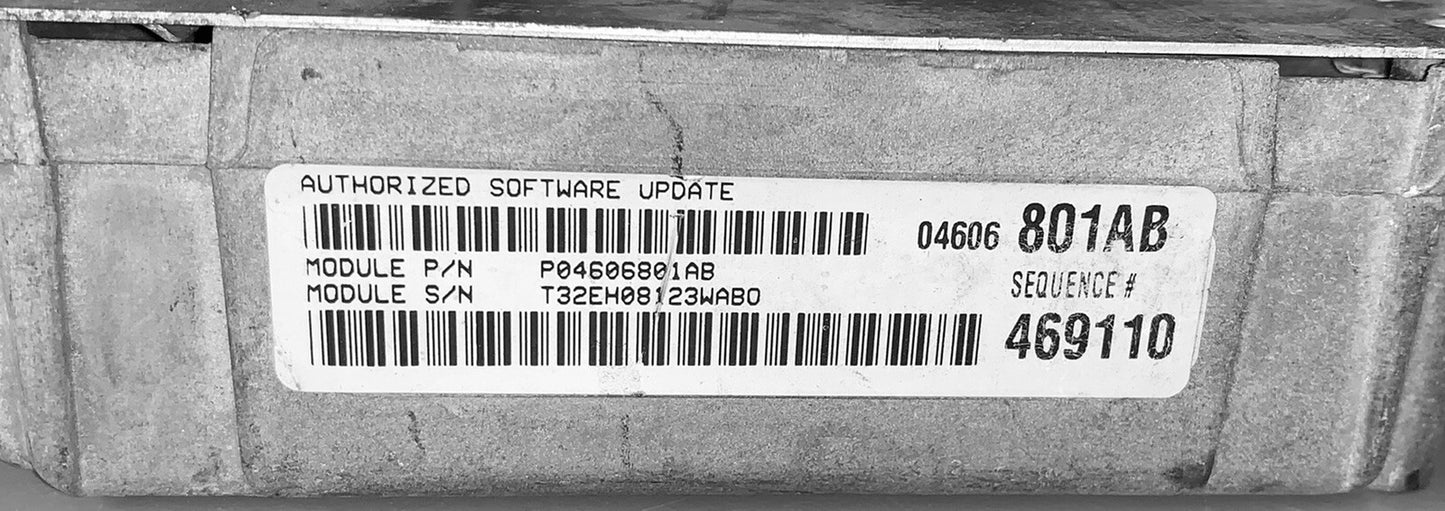 AUTHORIZED SOFTWARE UPDATE
04606 801AB
MODULE P/N P04606801AB
MODULE S/N T32EH08123WAB0
SEQUENCE #
469110